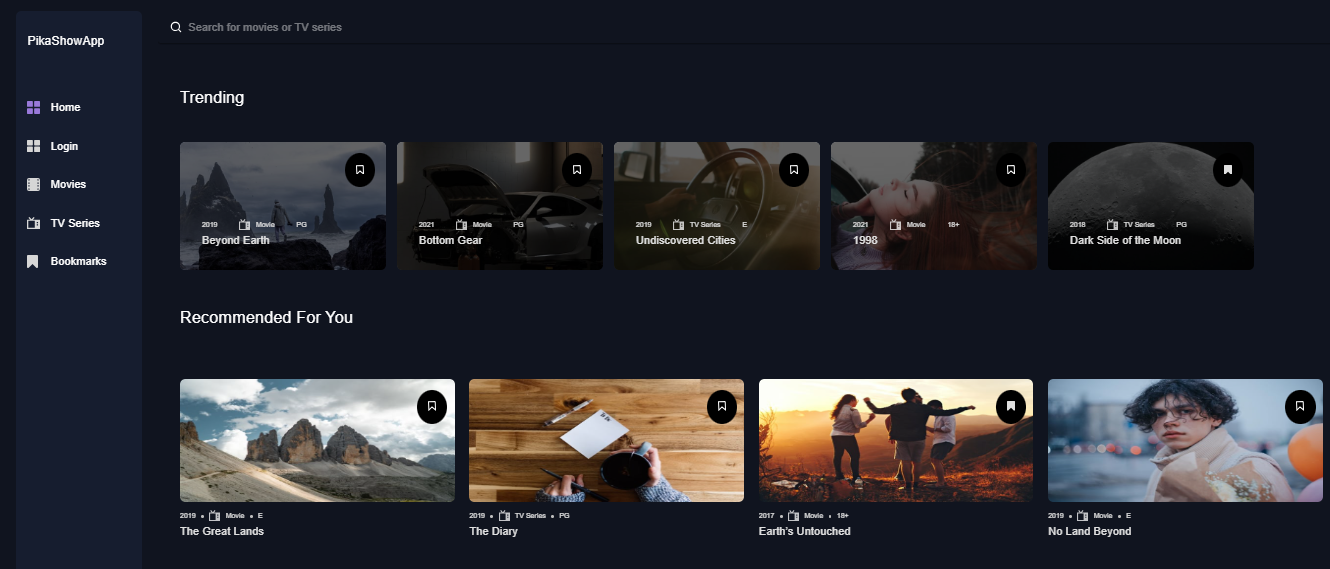 PikaShowApp
Search for movies or TV series
Home
Login
Movies
TV Series
Bookmarks
Trending
2019 Movie PG
Beyond Earth
2021 Movie PG
Bottom Gear
2019 TV Series E
Undiscovered Cities
2021 Movie 18+
1998
2018 TV Series PG
Dark Side of the Moon
Recommended For You
2019 • Movie • E
The Great Lands
2019 • TV Series • PG
The Diary
2017 • Movie • 18+
Earth's Untouched
2019 • Movie • E
No Land Beyond